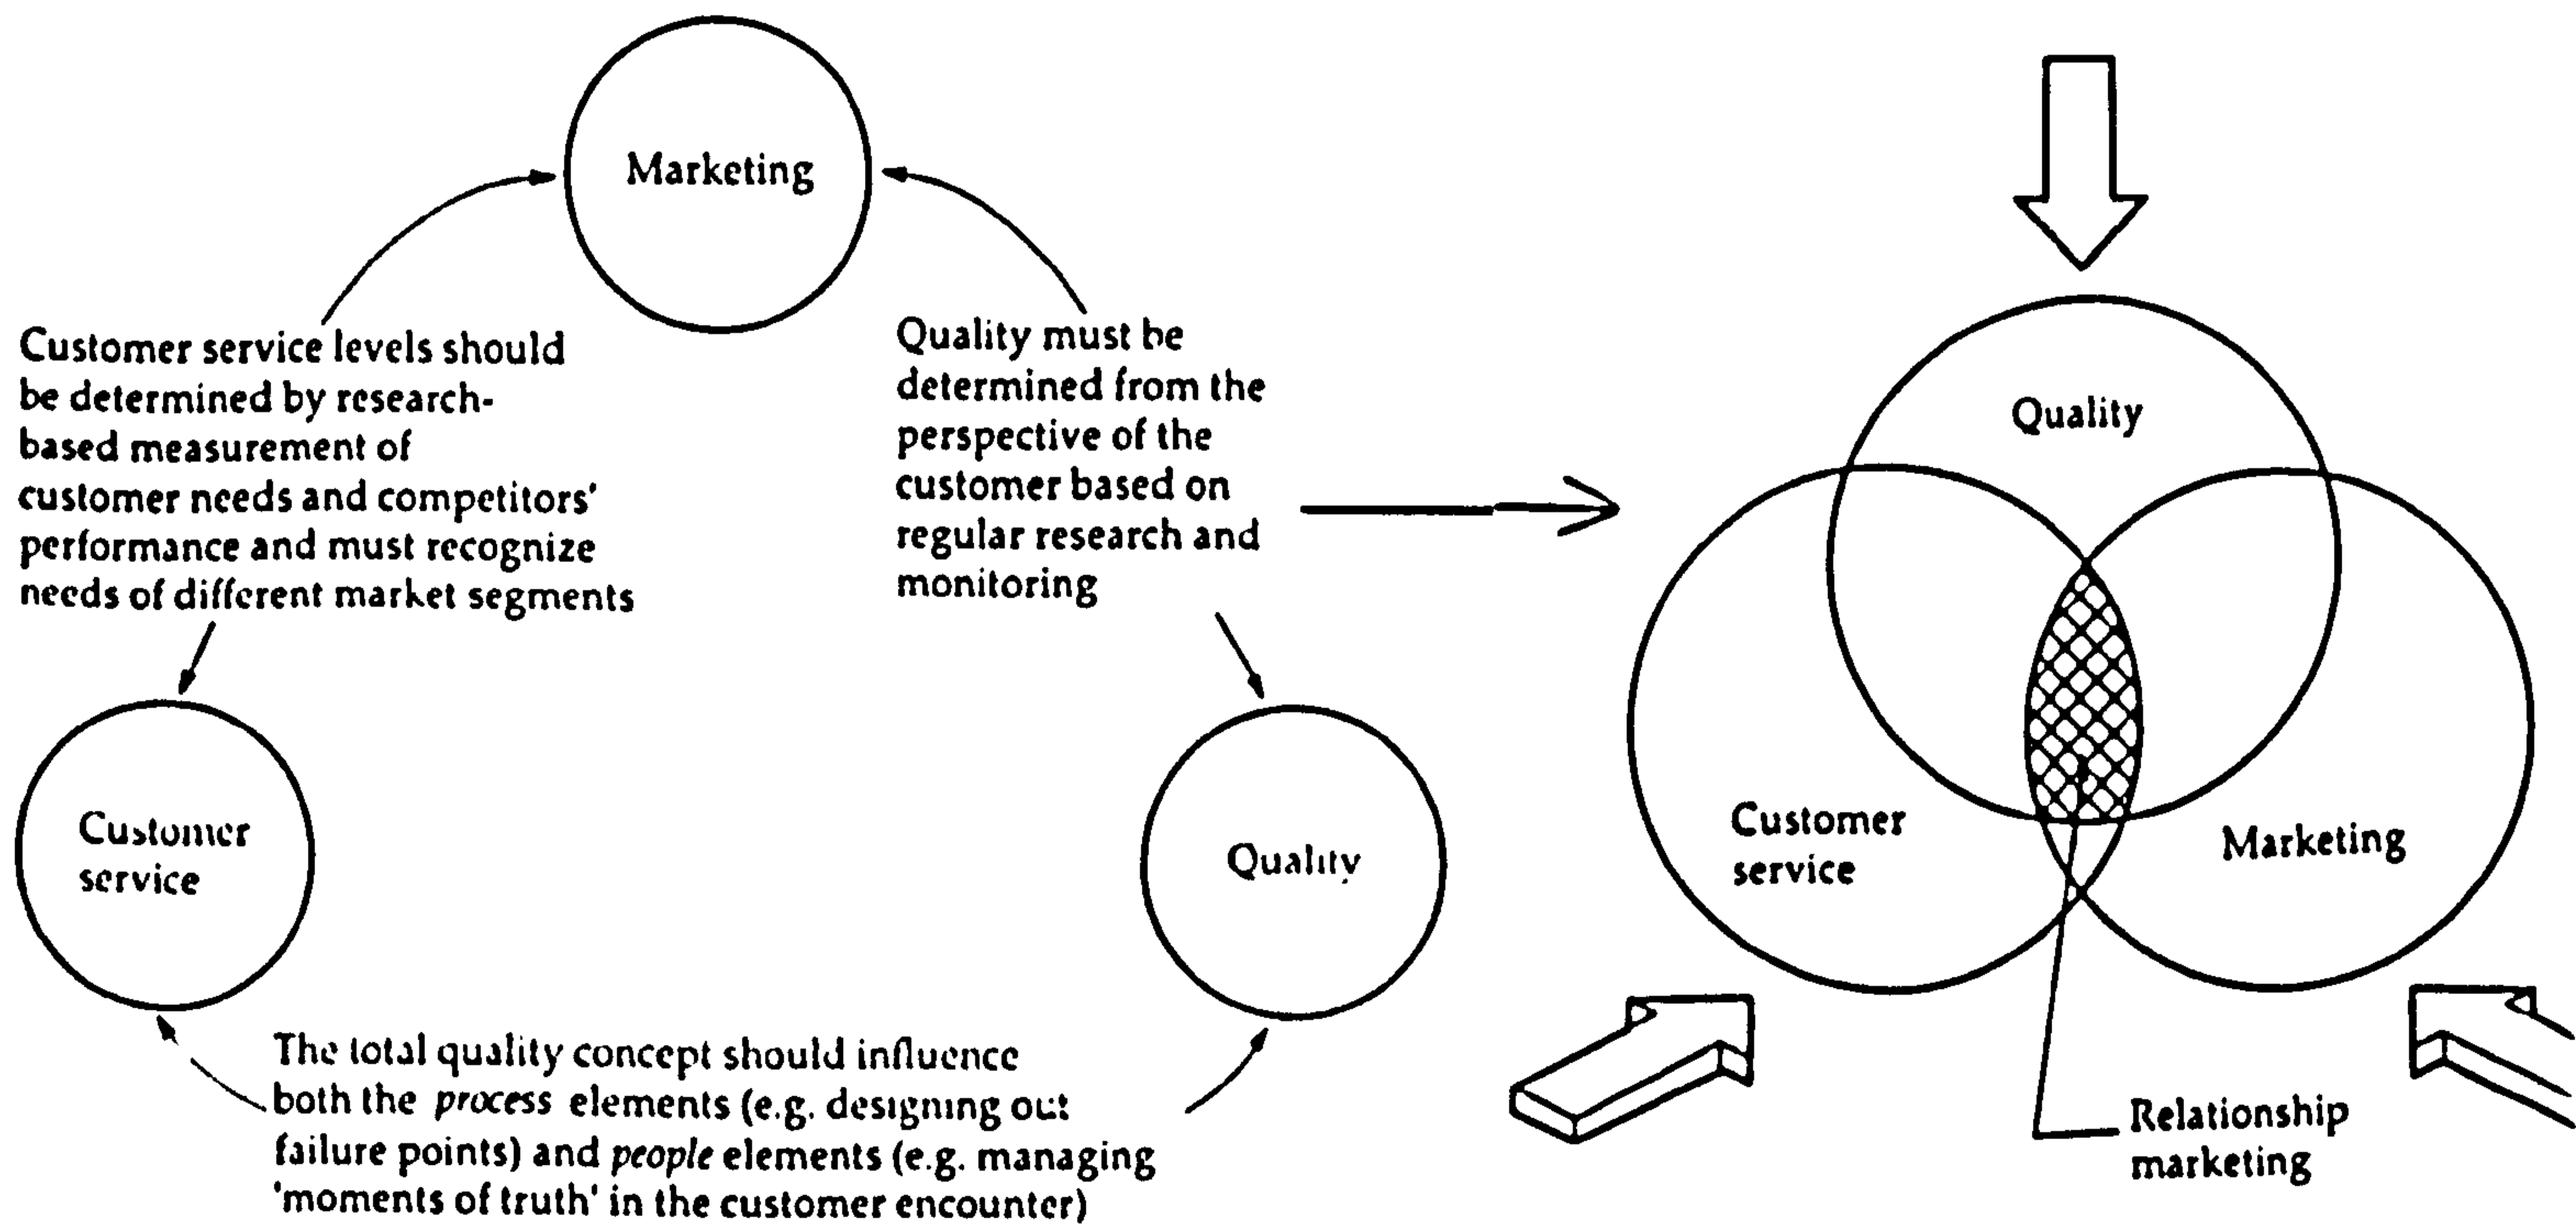 Marketing
Customer service levels should
be determined by research-
based measurement of
customer needs and competitors'
performance and must recognize
needs of different market segments
Quality must be
determined from the
perspective of the
customer based on
regular research and
monitoring
Customer
service
Quality
The total quality concept should influence
both the process elements (e.g. designing out
failure points) and people elements (e.g. managing
'moments of truth' in the customer encounter)
Quality
Customer
service
Marketing
Relationship
marketing